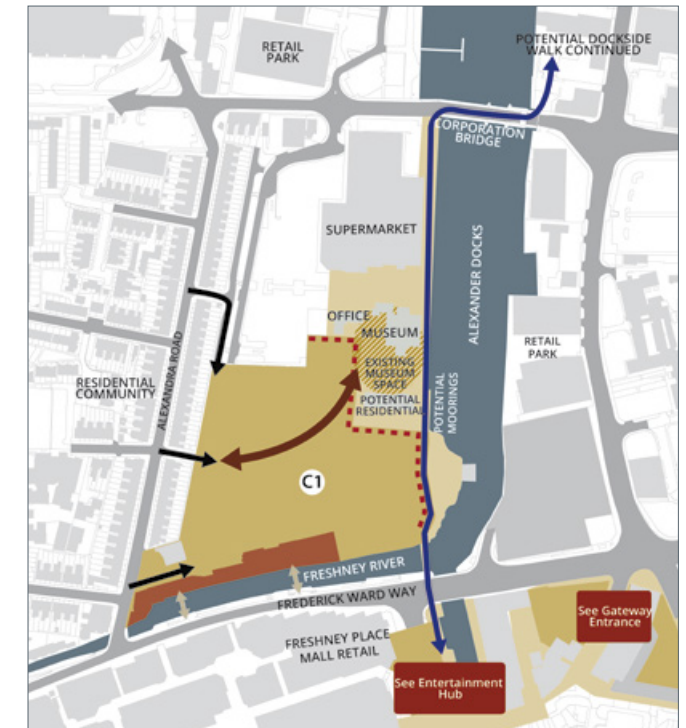 RETAIL
PARK
POTENTIAL DOCKSIDE
WALK CONTINUED
CORPORATION
BRIDGE
SUPERMARKET
ALEXANDER DOCKS
OFFICE
MUSEUM
RETAIL
PARK
EXISTING
MUSEUM
SPACE
ALEXANDRA ROAD
RESIDENTIAL
COMMUNITY
POTENTIAL
RESIDENTIAL
POTENTIAL
MOORINGS
C1
FRESHNEY RIVER
FREDERICK WARD WAY
See Gateway
Entrance
FRESHNEY PLACE
MALL RETAIL
See Entertainment
Hub